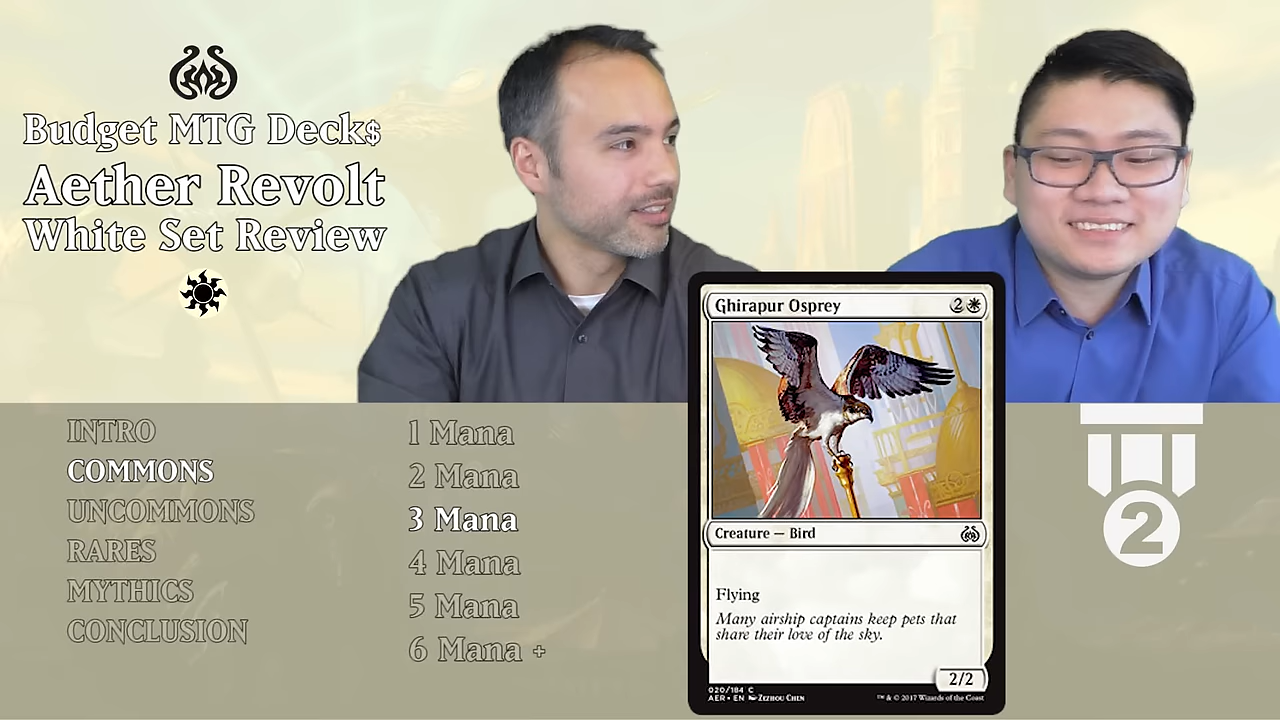 Budget MTG Deck$
Aether Revolt
White Set Review
INTRO
COMMONS
UNCOMMONS
RARES
MYTHICS
CONCLUSION
1 Mana
2 Mana
3 Mana
4 Mana
5 Mana
6 Mana +
Ghirapur Osprey 2
Creature — Bird
Flying
Many airship captains keep pets that
share their love of the sky.
2/2
020/184 C
AER • EN Zezhou Chen
™ & © 2017 Wizards of the Coast
2